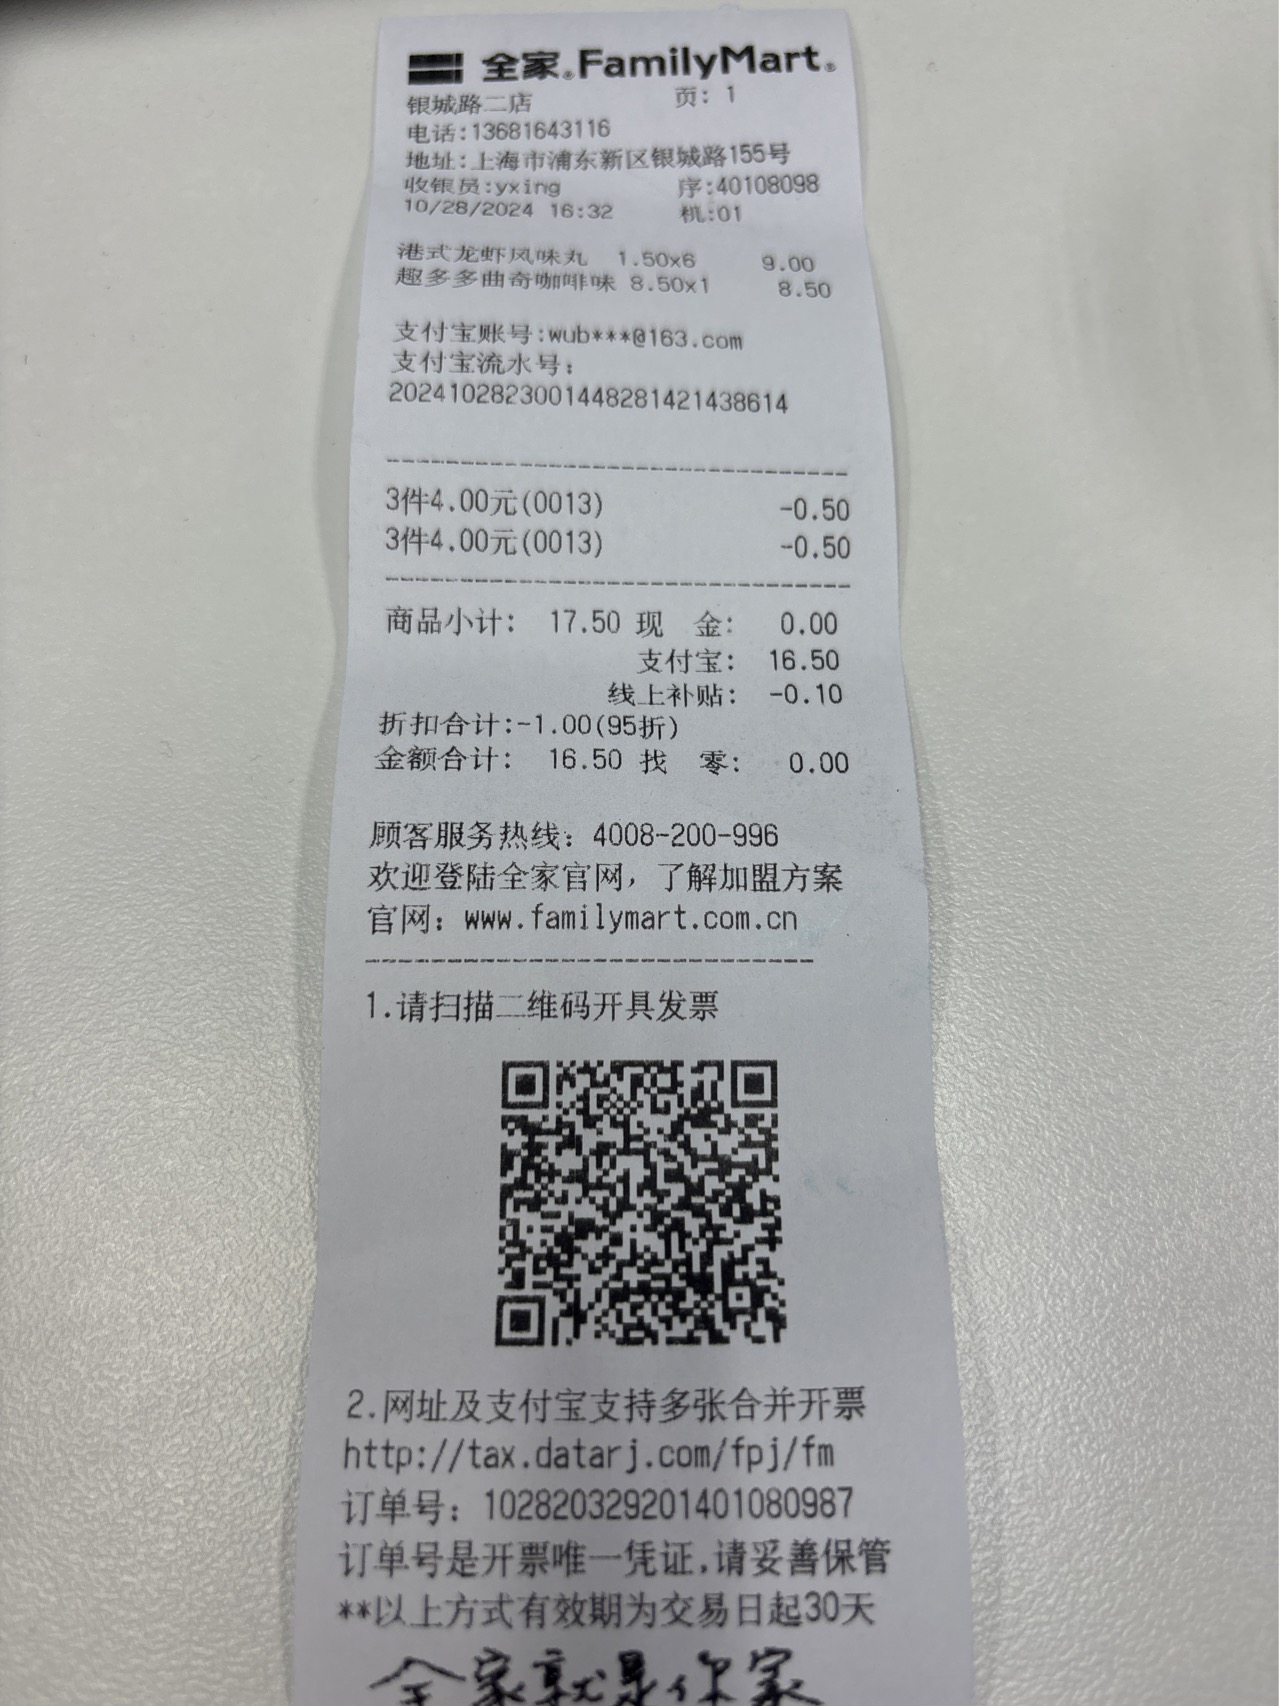 全家®FamilyMart®
银城路二店 页: 1
电话:13681643116
地址:上海市浦东新区银城路155号
收银员:yxing 序:40108098
10/28/2024 16:32 机:01
港式龙虾风味丸 1.50x6 9.00
趣多多曲奇咖啡味 8.50x1 8.50
支付宝账号:wub***@163.com
支付宝流水号:
2024102823001448281421438614
3件4.00元(0013) -0.50
3件4.00元(0013) -0.50
商品小计: 17.50 现 金: 0.00
支付宝: 16.50
线上补贴: -0.10
折扣合计:-1.00(95折)
金额合计: 16.50 找 零: 0.00
顾客服务热线: 4008-200-996
欢迎登陆全家官网，了解加盟方案
官网: www.familymart.com.cn
1.请扫描二维码开具发票
2.网址及支付宝支持多张合并开票
http://tax.datarj.com/fpj/fm
订单号: 102820329201401080987
订单号是开票唯一凭证,请妥善保管
**以上方式有效期为交易日起30天
全家就是你家